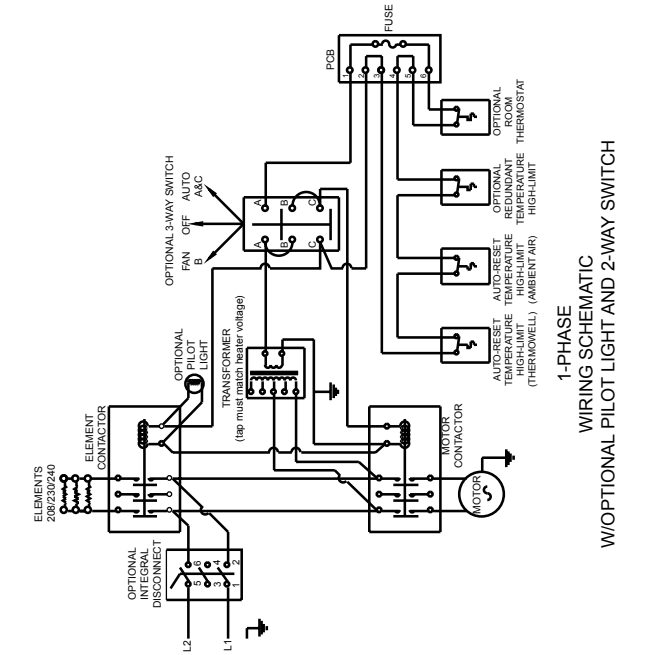 ELEMENTS
208/230/240
ELEMENT
CONTACTOR
OPTIONAL
PILOT
LIGHT
OPTIONAL 3-WAY SWITCH
FAN
B
OFF
AUTO
A&C
A
B
C
A
B
C
PCB
FUSE
1
2
3
4
5
6
OPTIONAL
INTEGRAL
DISCONNECT
L2
L1
5
6
3
4
1
2
TRANSFORMER
(tap must match heater voltage)
MOTOR
CONTACTOR
MOTOR
AUTO-RESET
TEMPERATURE
HIGH-LIMIT
(THERMOWELL)
AUTO-RESET
TEMPERATURE
HIGH-LIMIT
(AMBIENT AIR)
OPTIONAL
REDUNDANT
TEMPERATURE
HIGH-LIMIT
OPTIONAL
ROOM
THERMOSTAT
1-PHASE
WIRING SCHEMATIC
W/OPTIONAL PILOT LIGHT AND 2-WAY SWITCH